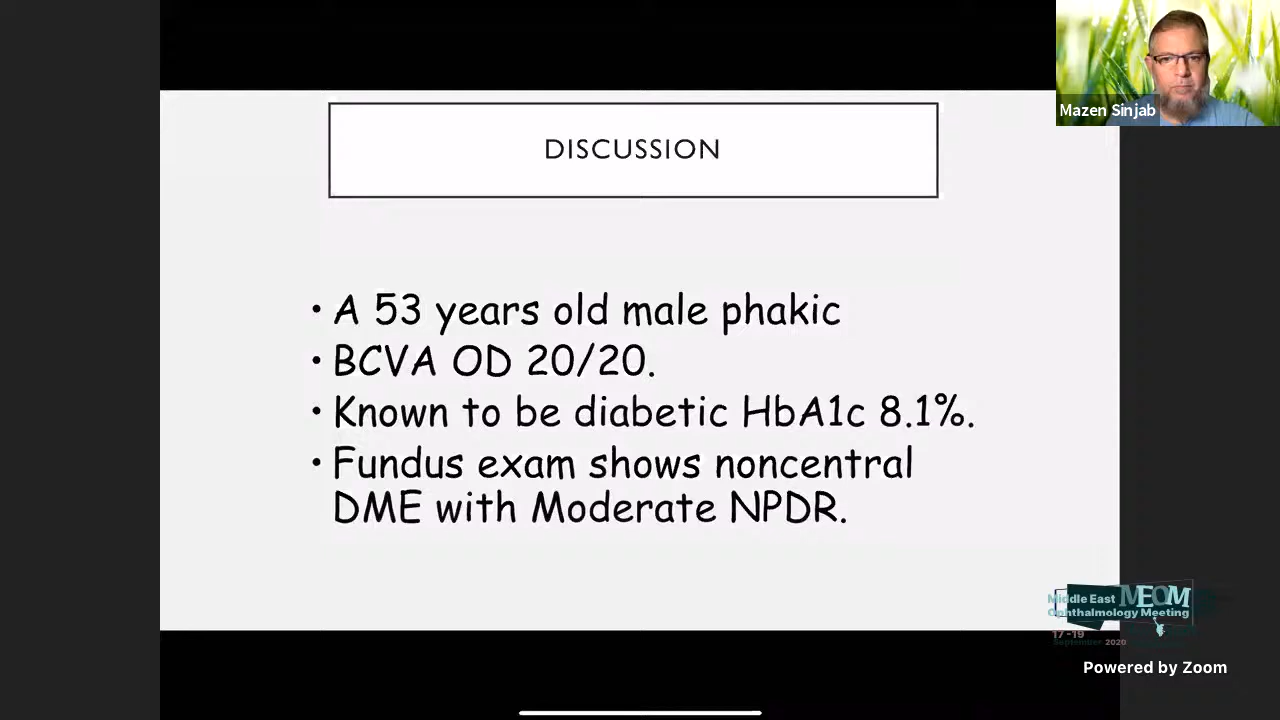 Mazen Sinjab
DISCUSSION
• A 53 years old male phakic
• BCVA OD 20/20.
• Known to be diabetic HbA1c 8.1%.
• Fundus exam shows noncentral
DME with Moderate NPDR.
Middle East MEOM
Ophthalmology Meeting
17-19
September 2020
Powered by Zoom